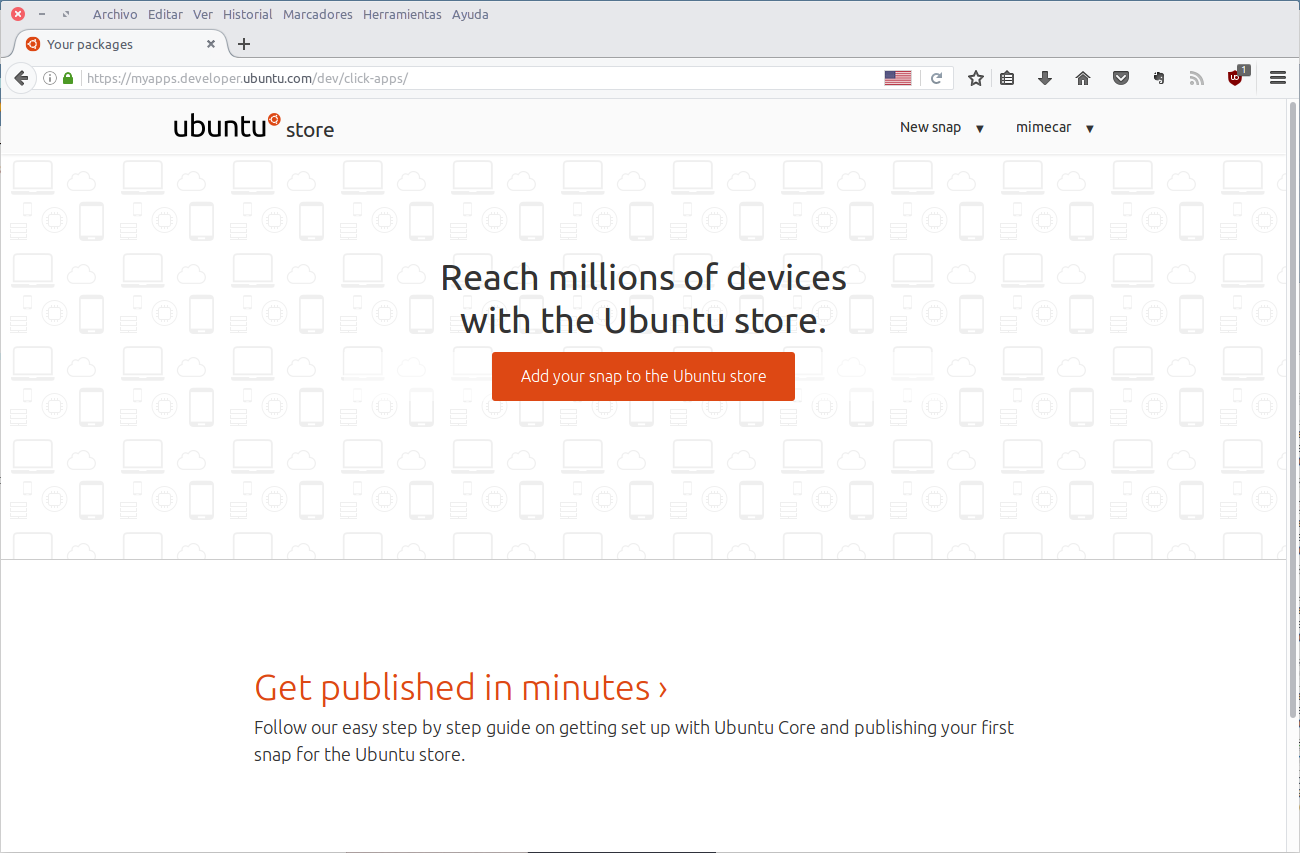 Archivo Editar Ver Historial Marcadores Herramientas Ayuda
Your packages
https://myapps.developer.ubuntu.com/dev/click-apps/
1
ubuntu store
New snap
mimecar
Reach millions of devices
with the Ubuntu store.
Add your snap to the Ubuntu store
Get published in minutes ›
Follow our easy step by step guide on getting set up with Ubuntu Core and publishing your first
snap for the Ubuntu store.